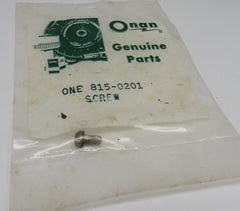 Onan
Genuine
Parts
ONE 815-0201
SCREW